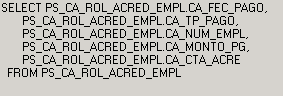 SELECT PS_CA_ROL_ACRED_EMPL.CA_FEC_PAGO,
PS_CA_ROL_ACRED_EMPL.CA_TP_PAGO,
PS_CA_ROL_ACRED_EMPL.CA_NUM_EMPL,
PS_CA_ROL_ACRED_EMPL.CA_MONTO_PG,
PS_CA_ROL_ACRED_EMPL.CA_CTA_ACRE
FROM PS_CA_ROL_ACRED_EMPL